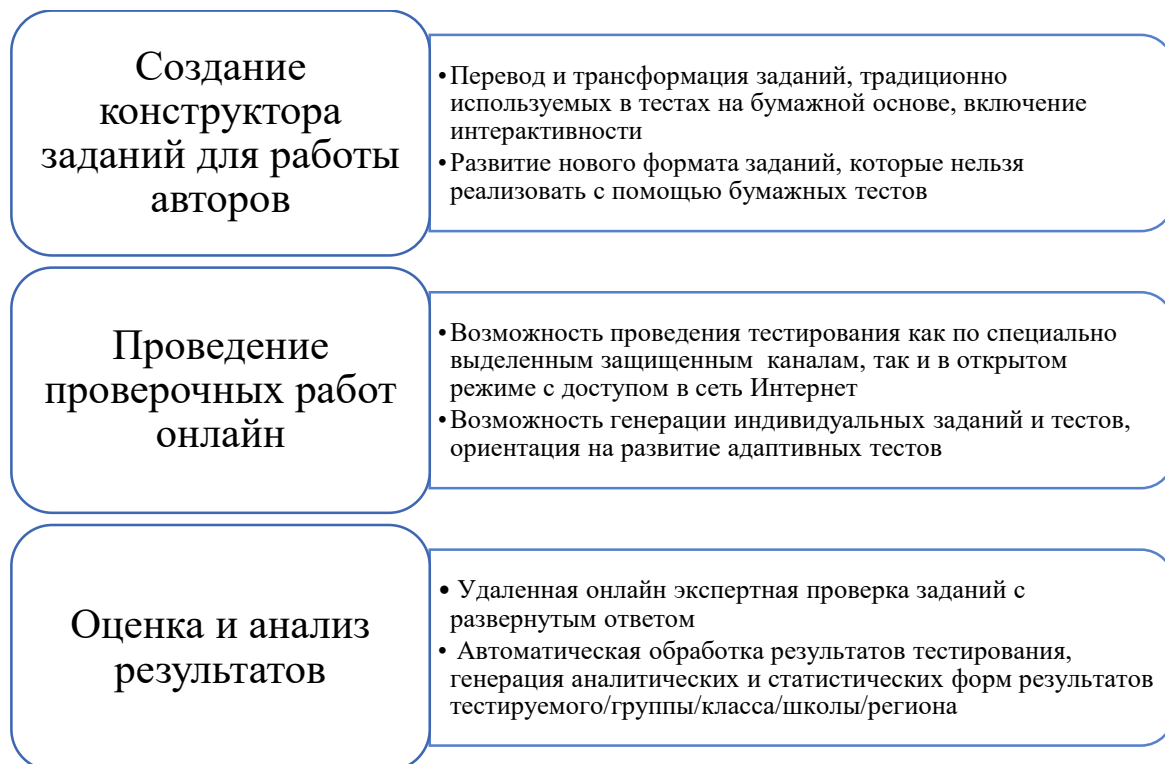 Создание
конструктора
заданий для работы
авторов
•Перевод и трансформация заданий, традиционно
используемых в тестах на бумажной основе, включение
интерактивности
•Развитие нового формата заданий, которые нельзя
реализовать с помощью бумажных тестов
Проведение
проверочных работ
онлайн
•Возможность проведения тестирования как по специально
выделенным защищенным каналам, так и в открытом
режиме с доступом в сеть Интернет
•Возможность генерации индивидуальных заданий и тестов,
ориентация на развитие адаптивных тестов
Оценка и анализ
результатов
• Удаленная онлайн экспертная проверка заданий с
развернутым ответом
• Автоматическая обработка результатов тестирования,
генерация аналитических и статистических форм результатов
тестируемого/группы/класса/школы/региона